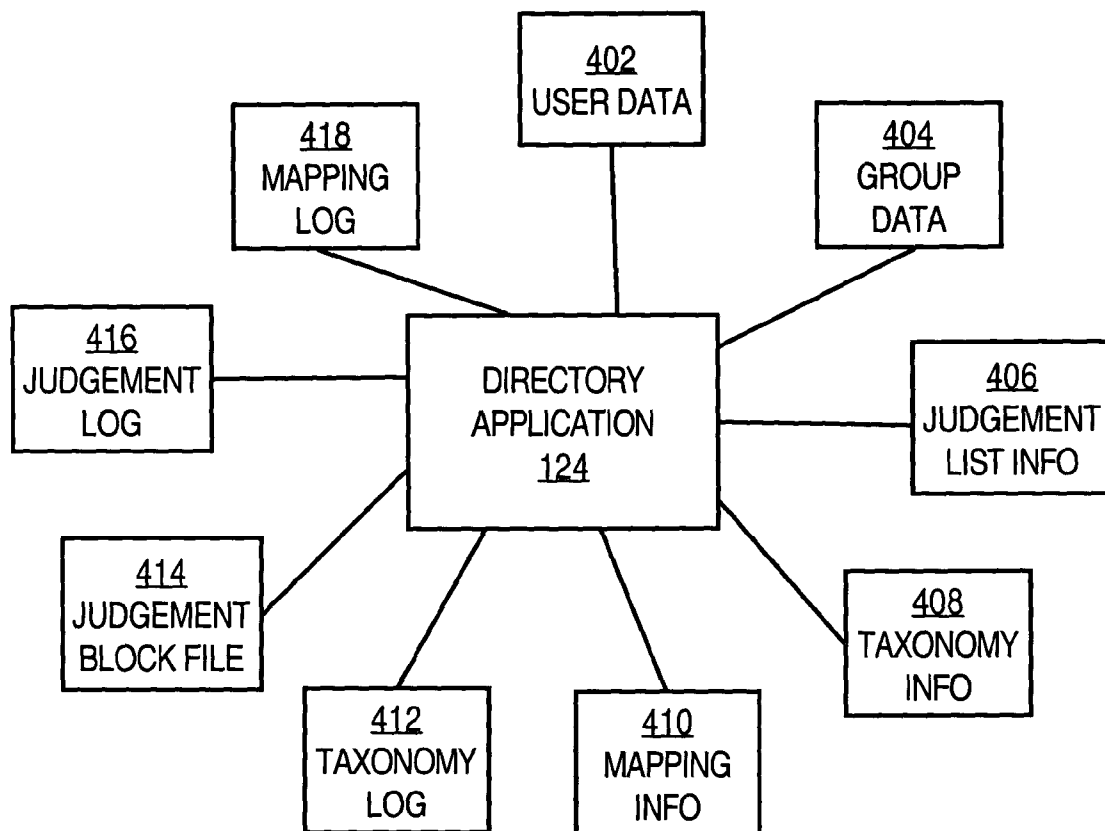 402
USER DATA
418
MAPPING
LOG
404
GROUP
DATA
416
JUDGEMENT
LOG
DIRECTORY
APPLICATION
124
406
JUDGEMENT
LIST INFO
414
JUDGEMENT
BLOCK FILE
408
TAXONOMY
INFO
412
TAXONOMY
LOG
410
MAPPING
INFO